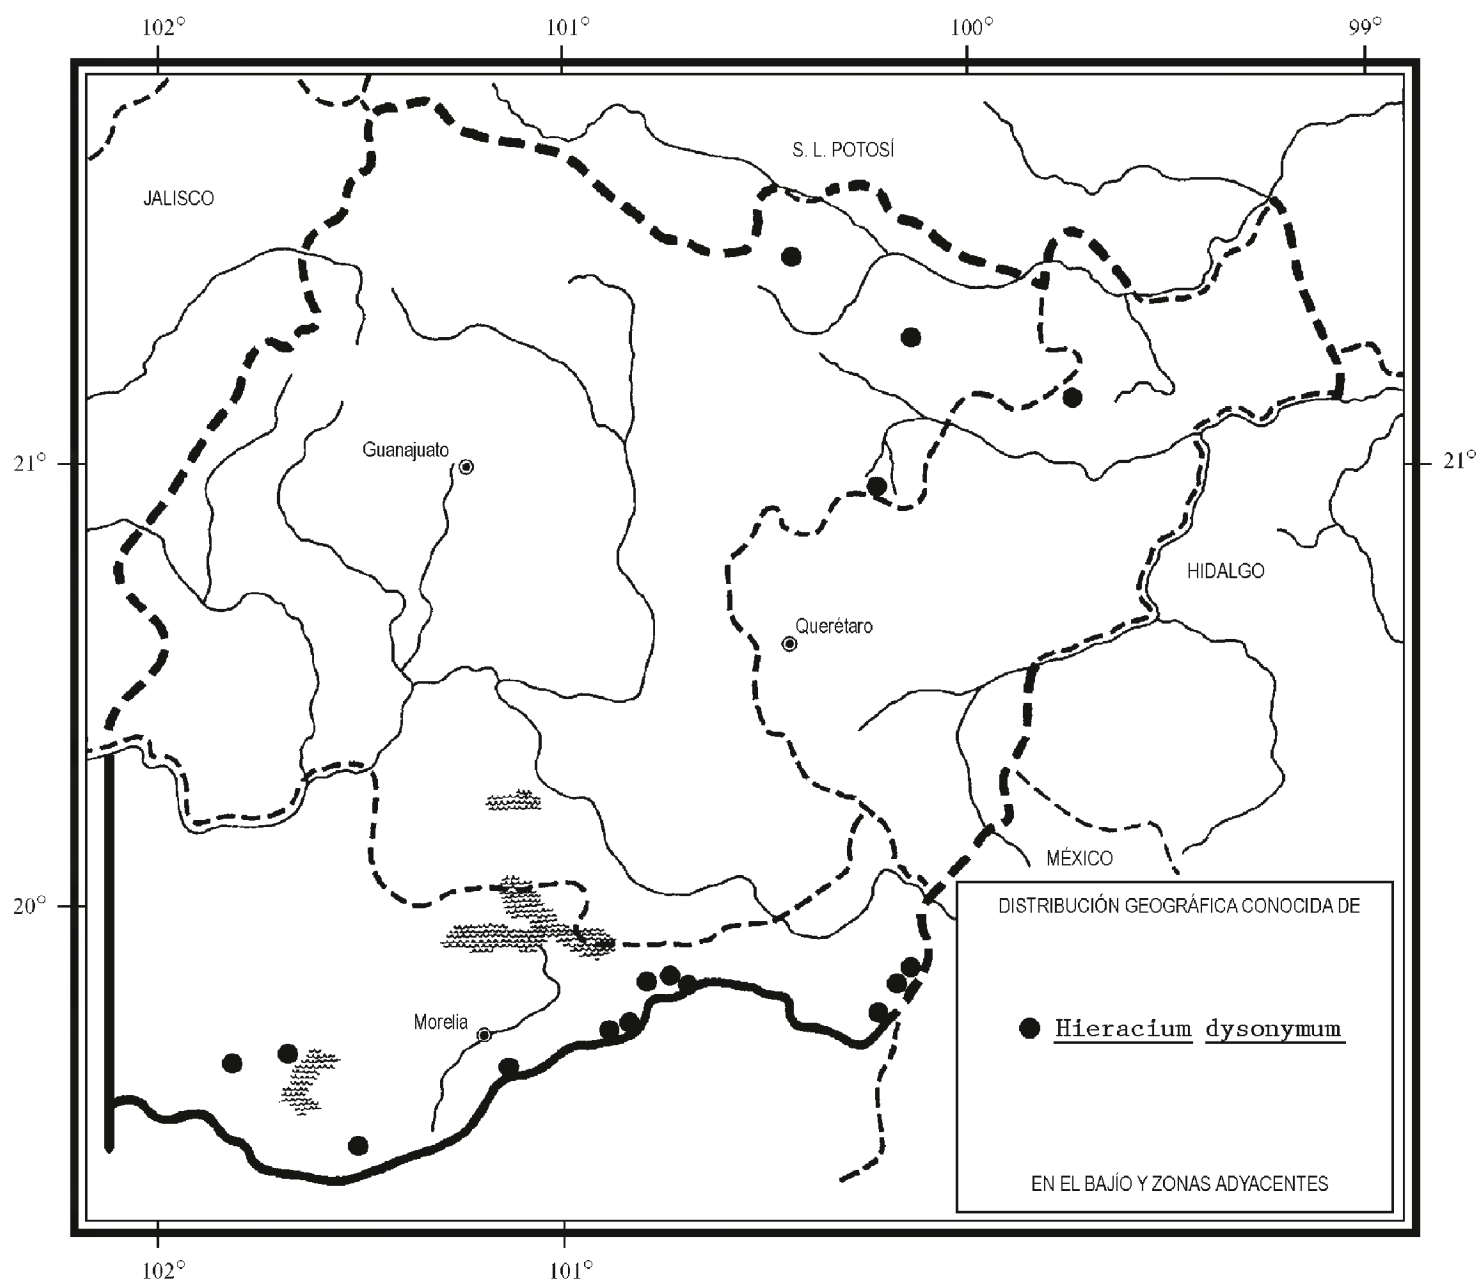 102° 101° 100° 99°
S. L. POTOSÍ
JALISCO
Guanajuato
21° 21°
HIDALGO
Querétaro
MÉXICO
20°
DISTRIBUCIÓN GEOGRÁFICA CONOCIDA DE
Morelia
Hieracium dysonymum
EN EL BAJÍO Y ZONAS ADYACENTES
102° 101°